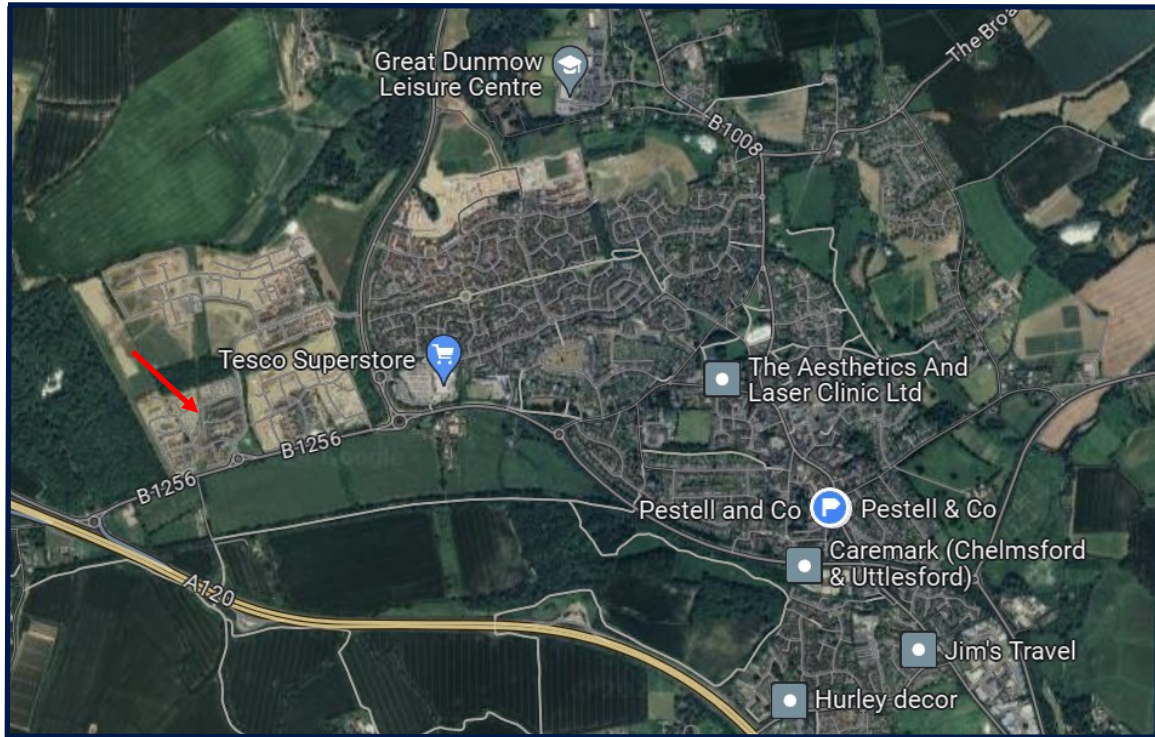 Great Dunmow
Leisure Centre
The Broa
B1008
Tesco Superstore
The Aesthetics And
Laser Clinic Ltd
B1256
B1256
Pestell and Co
Pestell & Co
Caremark (Chelmsford
& Uttlesford)
A120
Jim's Travel
Hurley decor